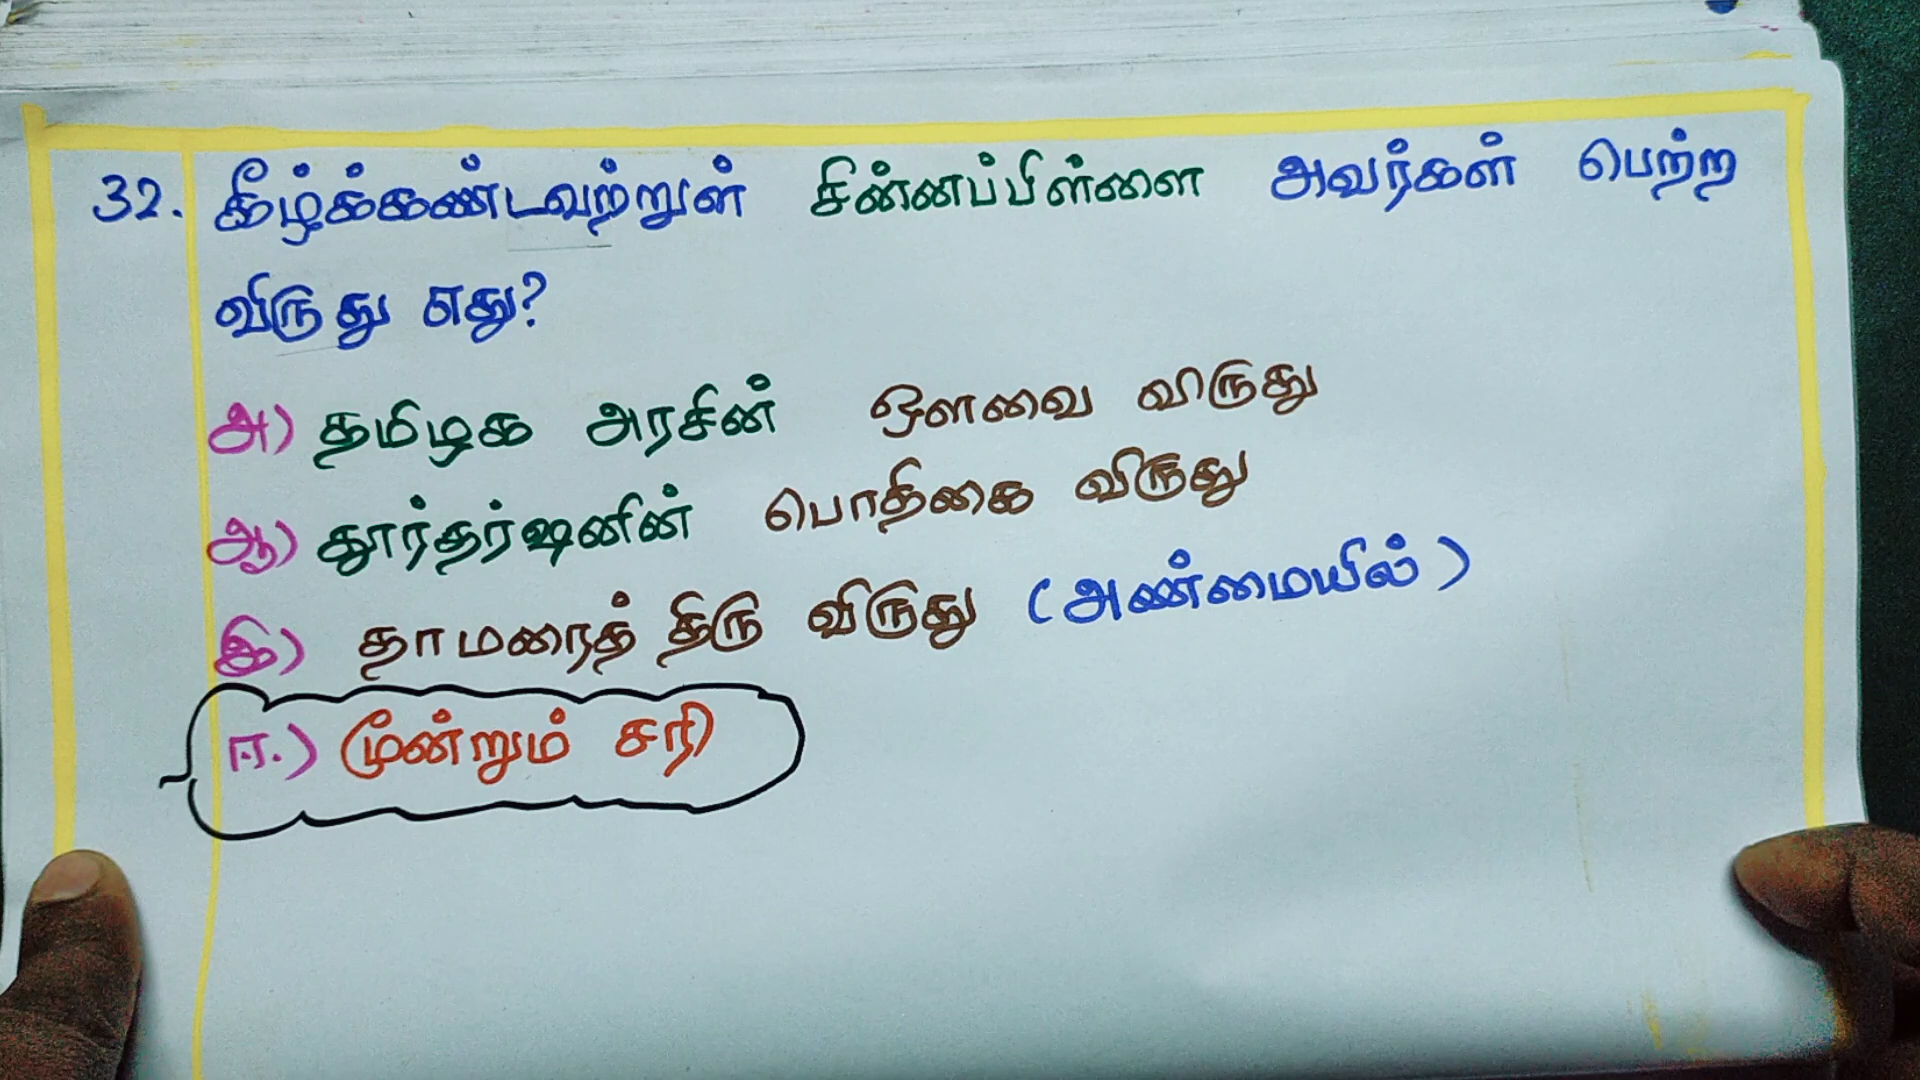 32. கீழ்க்கண்டவற்றுள் சின்னப்பிள்ளை அவர்கள் பெற்ற
விருது எது?
அ) தமிழக அரசின் ஔவை விருது
ஆ) தூர்தர்ஷனின் பொதிகை விருது
இ) தாமரைத் திரு விருது (அண்மையில்)
ஈ.) மூன்றும் சரி